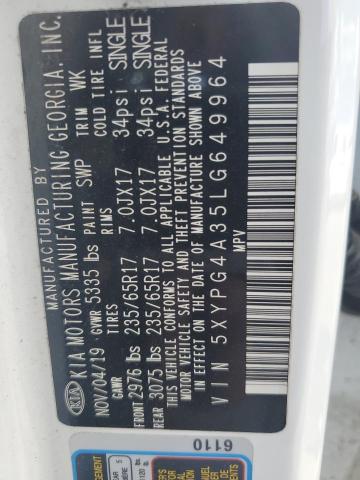 MANUFACTURED BY
KIA MOTORS MANUFACTURING GEORGIA. INC.
NOV/04/19 PAINT SWP TRIM WK
GVWR 5335 lbs
GAWR TIRES RIMS COLD TIRE INFL
FRONT 2976 lbs 235/65R17 7.0JX17 34psi SINGLE
REAR 3075 lbs 235/65R17 7.0JX17 34psi SINGLE
THIS VEHICLE CONFORMS TO ALL APPLICABLE U.S.A. FEDERAL
MOTOR VEHICLE SAFETY AND THEFT PREVENTION STANDARDS
IN EFFECT ON THE DATE OF MANUFACTURE SHOWN ABOVE
VIN 5XYPG4A35LG649964
MPV
KIA
6110